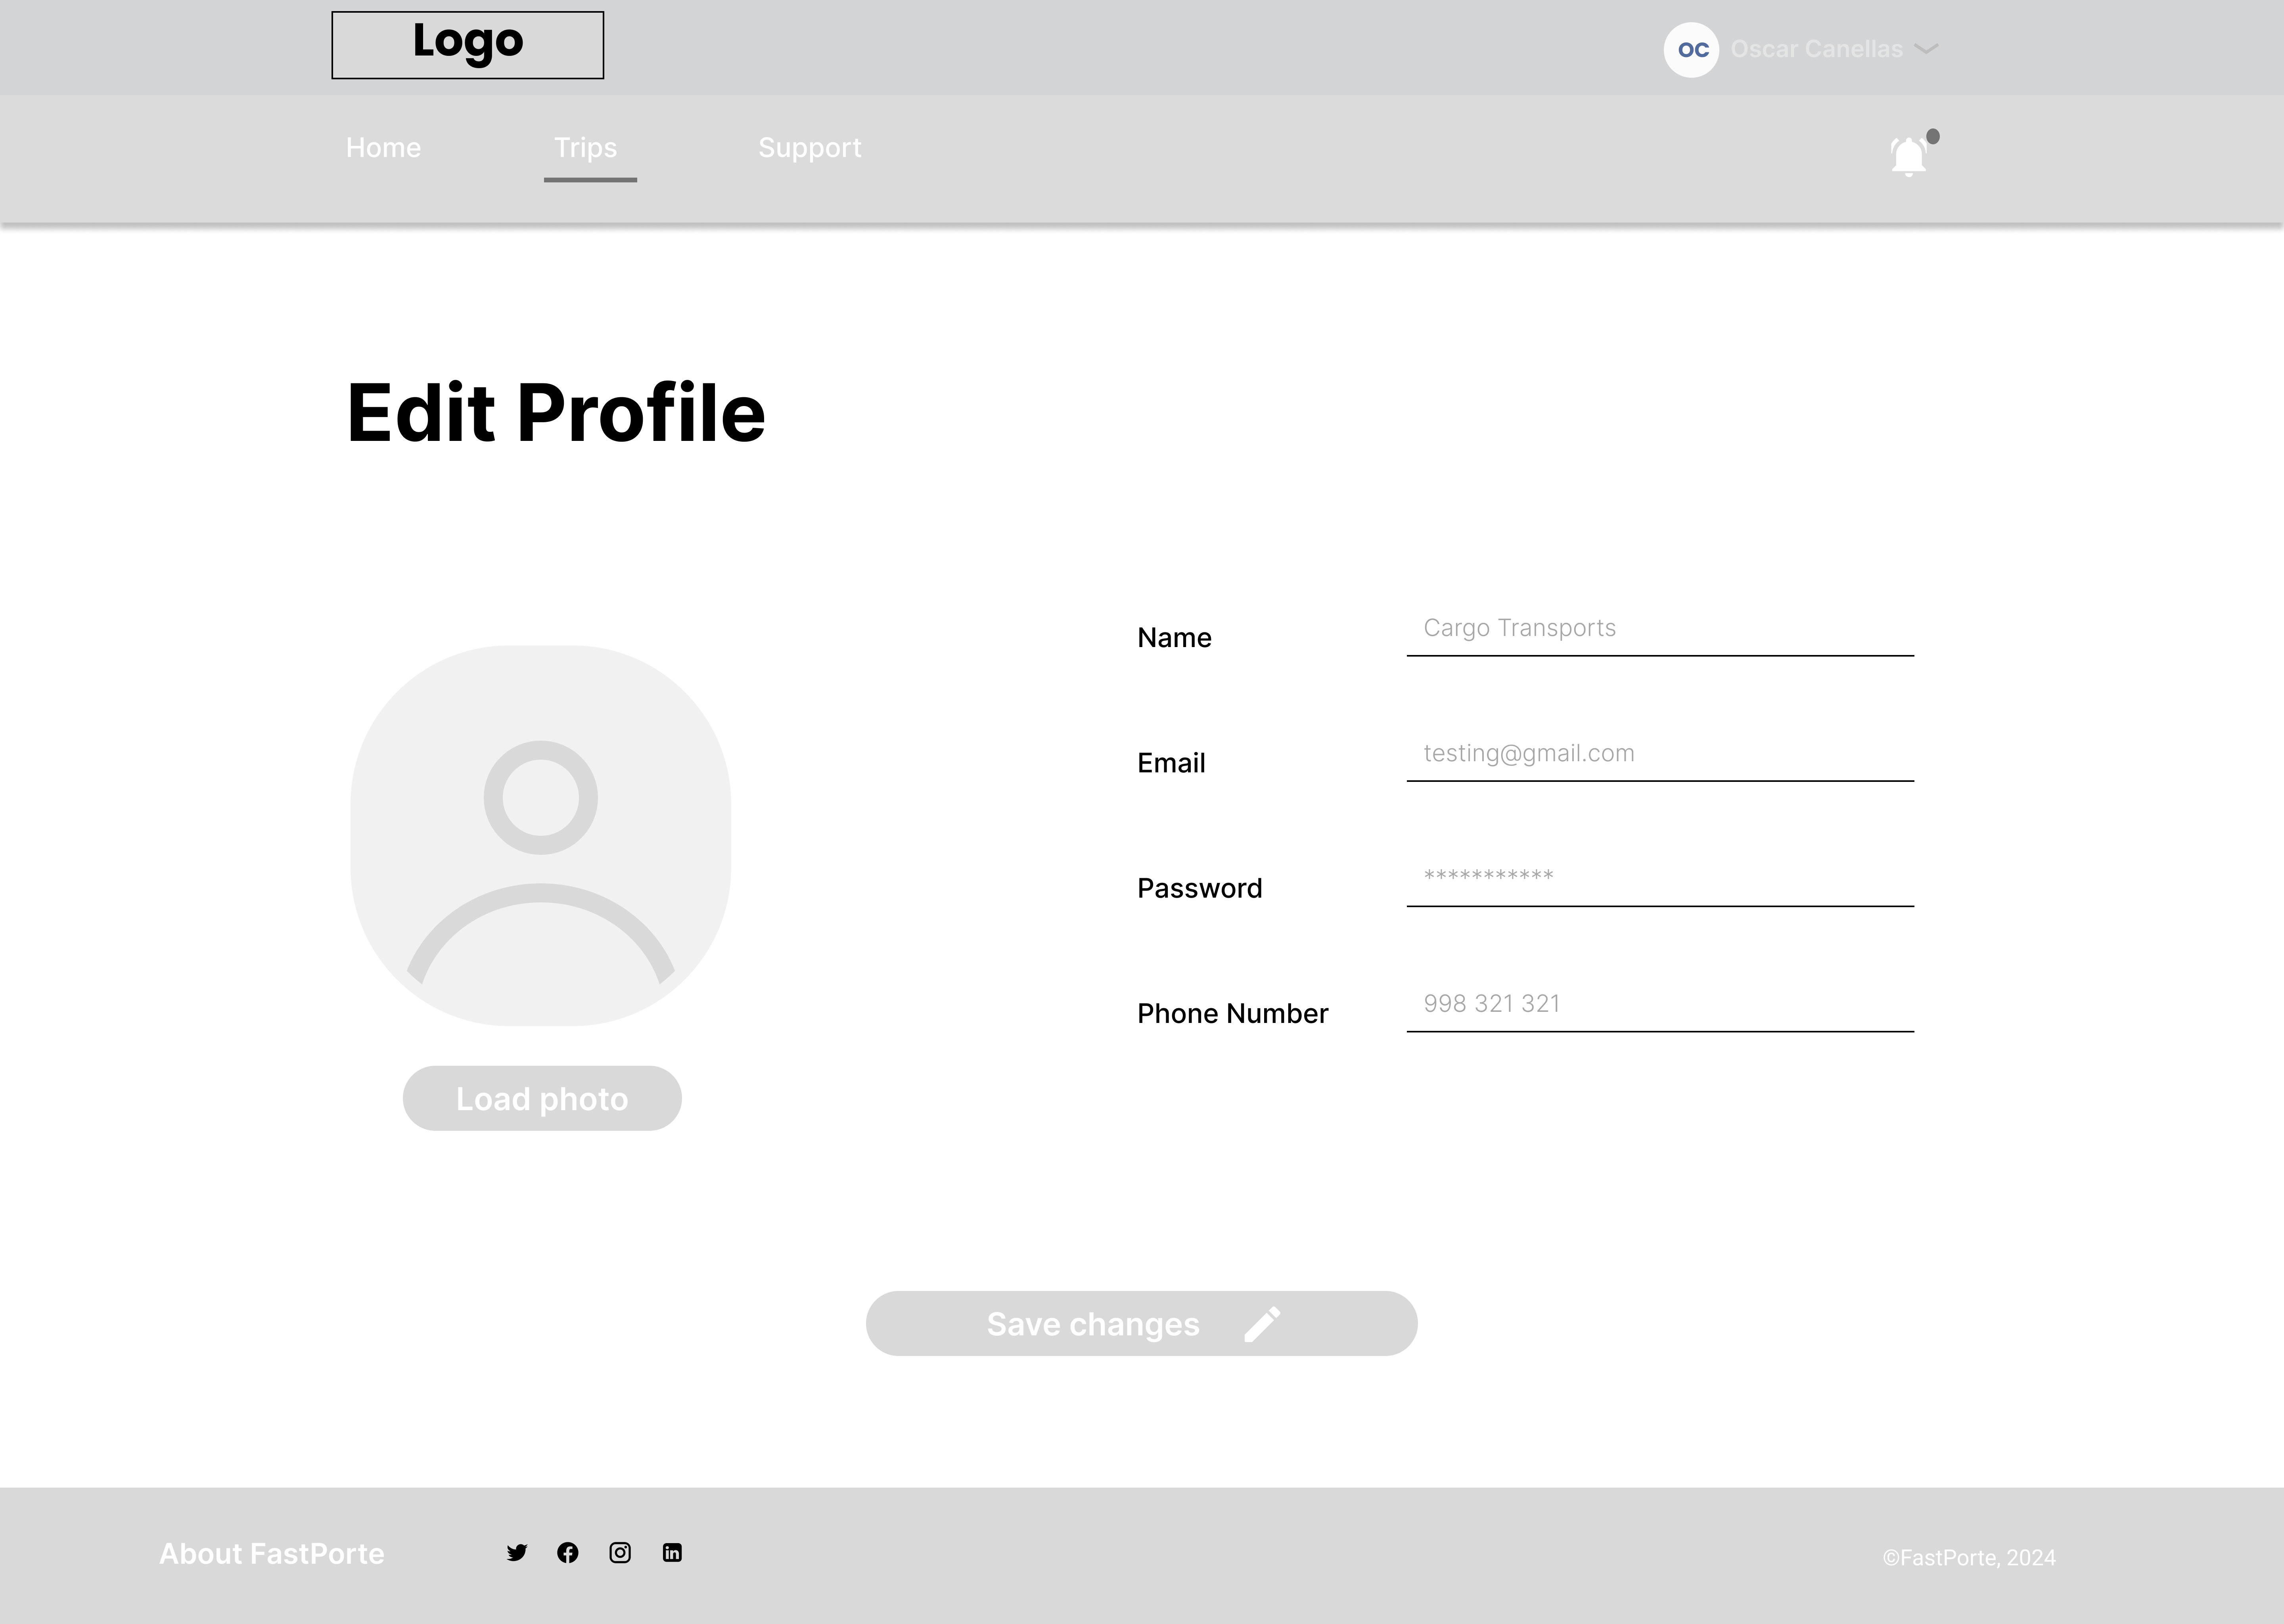 Logo
OC Oscar Canellas
Home Trips Support
Edit Profile
Name Cargo Transports
Email testing@gmail.com
Password ***********
Phone Number 998 321 321
Load photo
Save changes
About FastPorte
©FastPorte, 2024